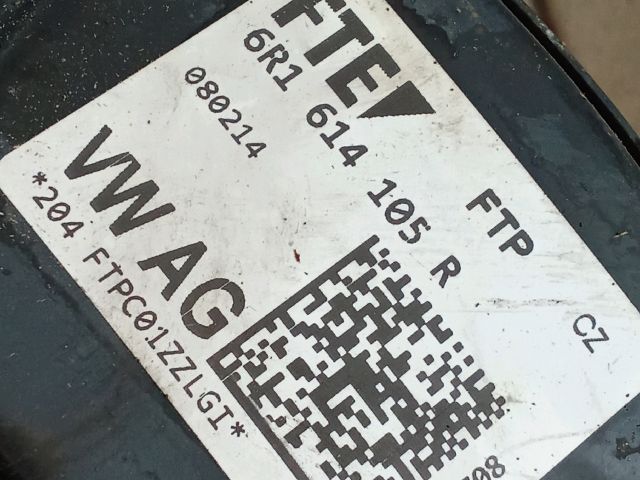 FTE
6R1 614 105 R
080214
FTP
VW AG
*204 FTPC01ZZLGI*
CZ